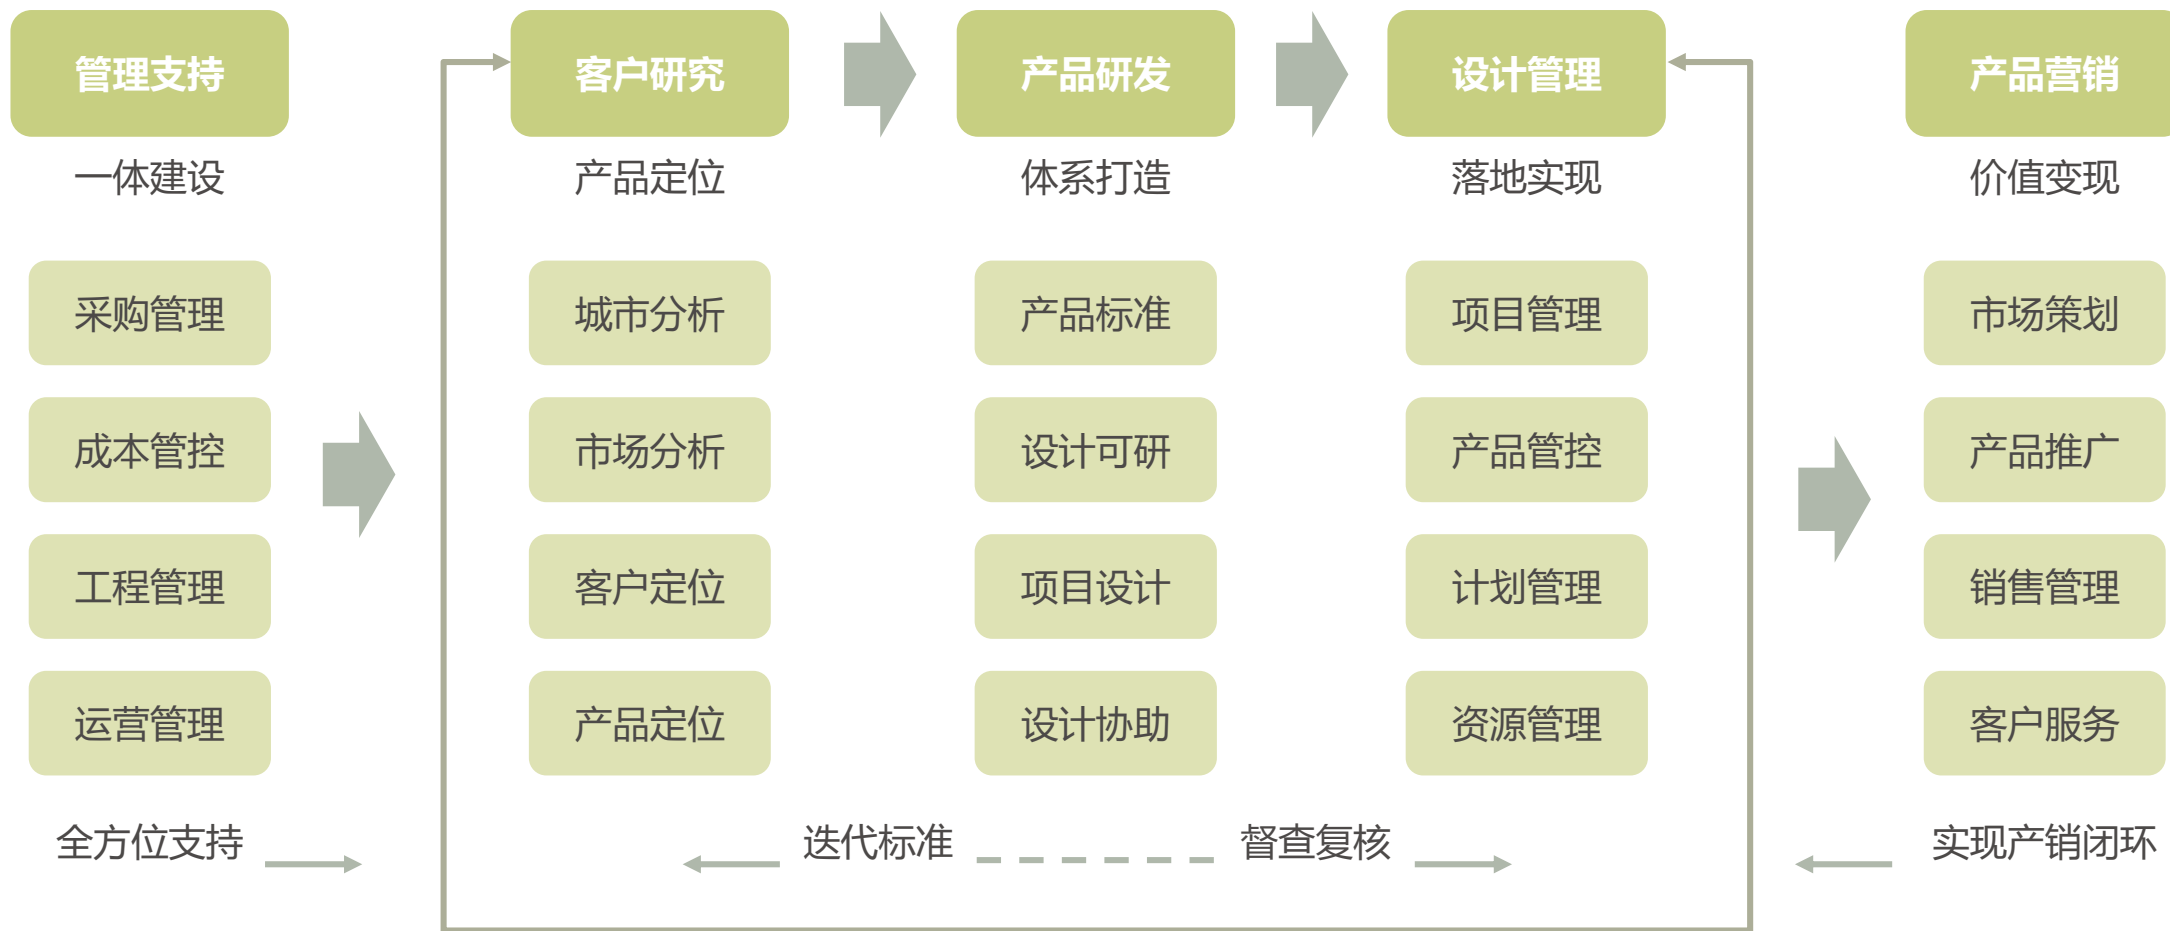 管理支持
客户研究
产品研发
设计管理
产品营销
一体建设
产品定位
体系打造
落地实现
价值变现
采购管理
城市分析
产品标准
项目管理
市场策划
成本管控
市场分析
设计可研
产品管控
产品推广
工程管理
客户定位
项目设计
计划管理
销售管理
运营管理
产品定位
设计协助
资源管理
客户服务
全方位支持
迭代标准
督查复核
实现产销闭环